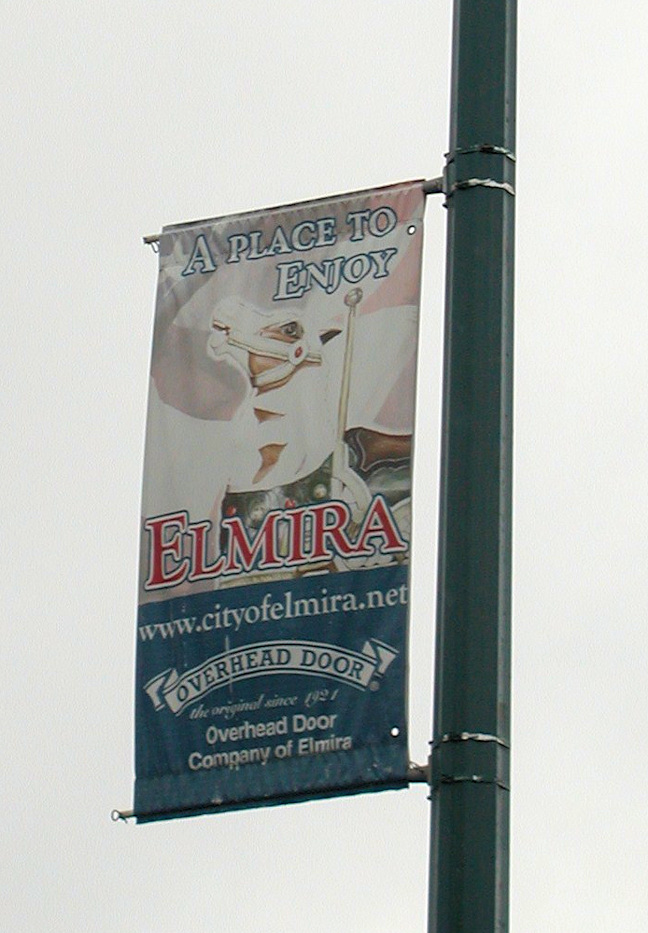 A PLACE TO
ENJOY
ELMIRA
www.cityofelmira.net
OVERHEAD DOOR
the original since 1921
Overhead Door
Company of Elmira